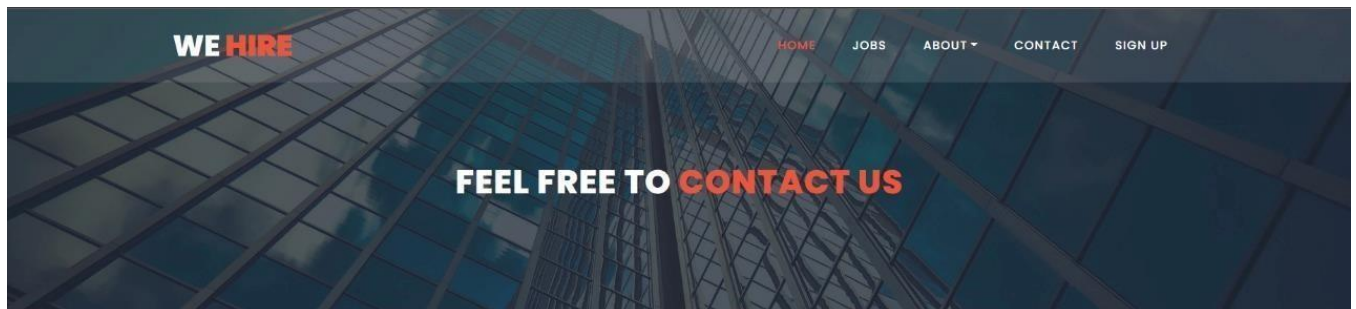 WE HIRE
HOME JOBS ABOUT CONTACT SIGN UP
FEEL FREE TO CONTACT US